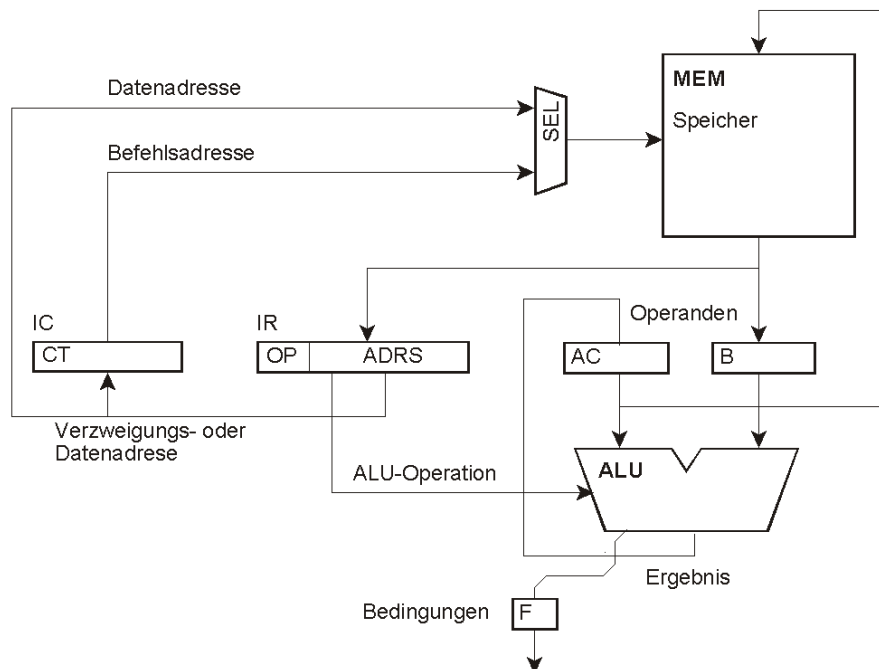 Datenadresse
Befehlsadresse
SEL
MEM
Speicher
Operanden
IC
CT
IR
OP
ADRS
AC
B
Verzweigungs- oder
Datenadrese
ALU-Operation
ALU
Ergebnis
Bedingungen
F